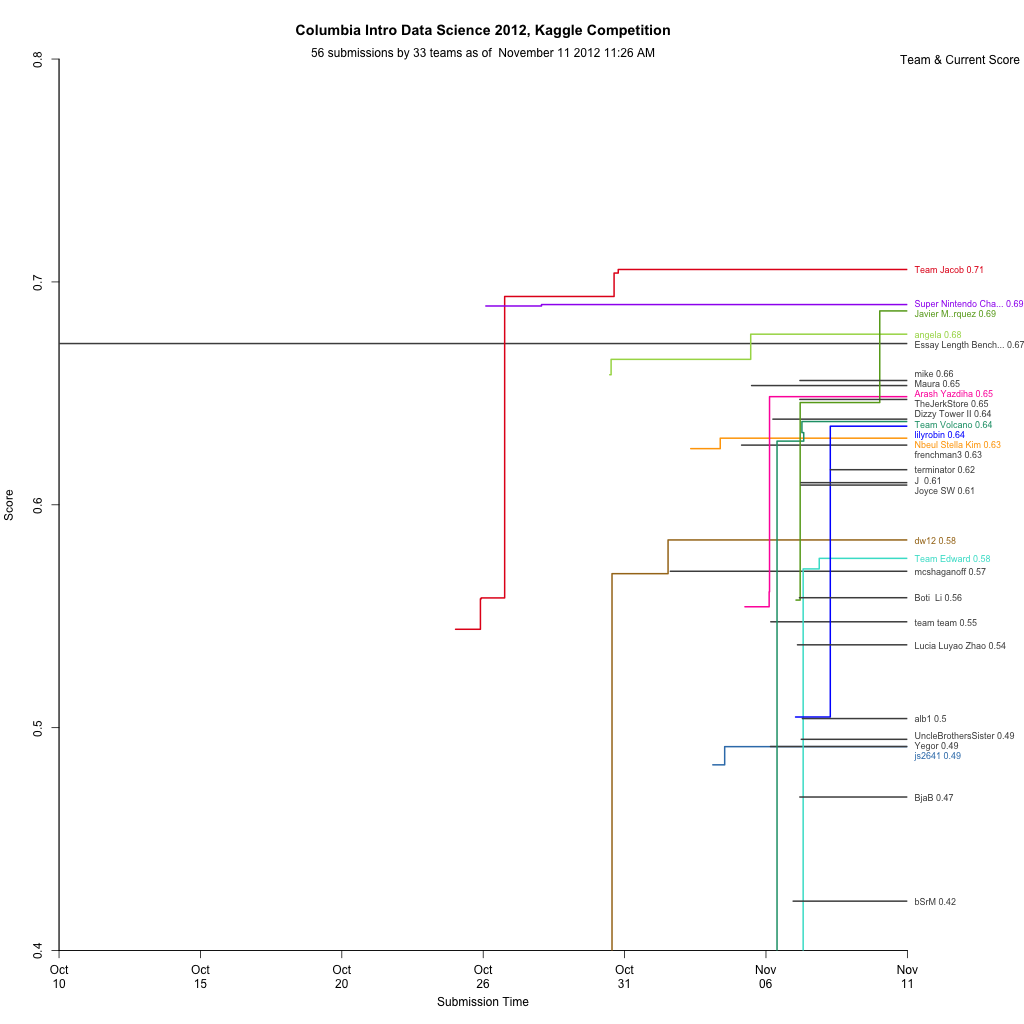 Columbia Intro Data Science 2012, Kaggle Competition
56 submissions by 33 teams as of  November 11 2012 11:26 AM
Team & Current Score
0.8
0.7
0.6
0.5
0.4
Score
Team Jacob 0.71
Super Nintendo Cha... 0.69
Javier M..rquez 0.69
angela 0.68
Essay Length Bench... 0.67
mike 0.66
Maura 0.65
Arash Yazdiha 0.65
TheJerkStore 0.65
Dizzy Tower II 0.64
Team Volcano 0.64
lilyrobin 0.64
Nbeul Stella Kim 0.63
frenchman3 0.63
terminator 0.62
J  0.61
Joyce SW 0.61
dw12 0.58
Team Edward 0.58
mcshaganoff 0.57
Boti  Li 0.56
team team 0.55
Lucia Luyao Zhao 0.54
alb1 0.5
UncleBrothersSister 0.49
Yegor 0.49
js2641 0.49
BjaB 0.47
bSrM 0.42
Oct 10
Oct 15
Oct 20
Oct 26
Oct 31
Nov 06
Nov 11
Submission Time